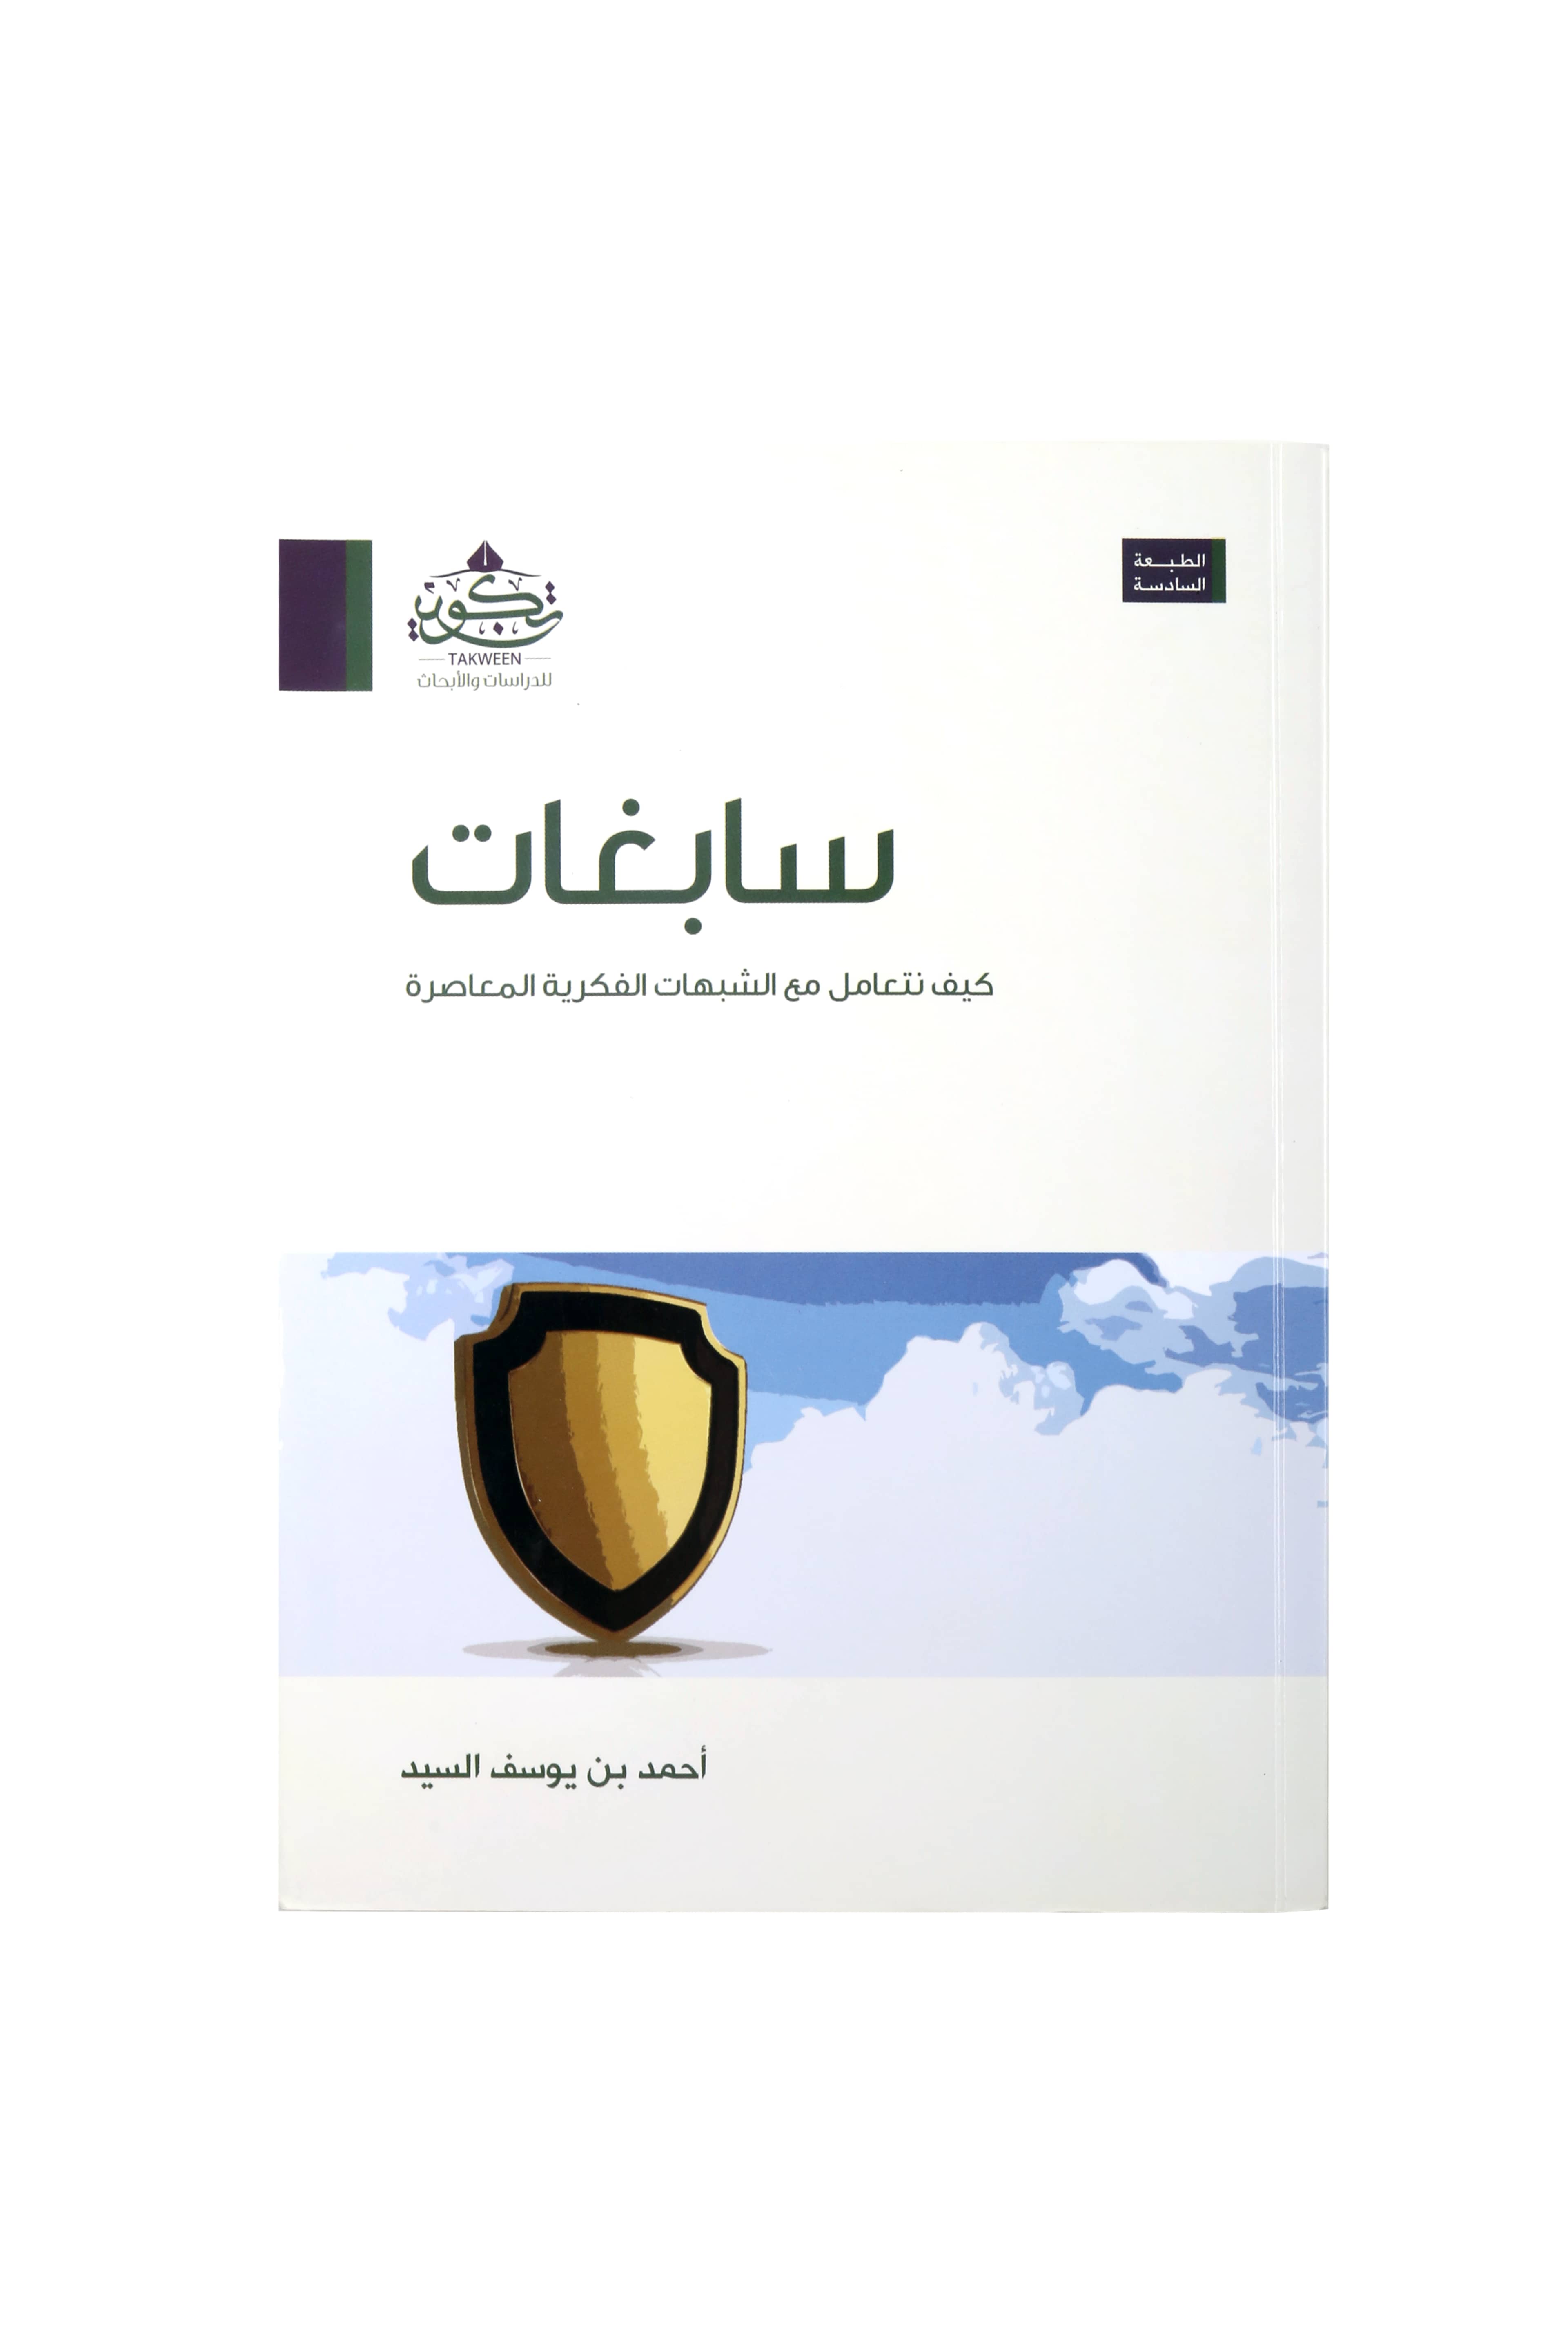 الطبعة
السادسة
تكوين
TAKWEEN
للدراسات والأبحاث
سابغات
كيف نتعامل مع الشبهات الفكرية المعاصرة
أحمد بن يوسف السيد